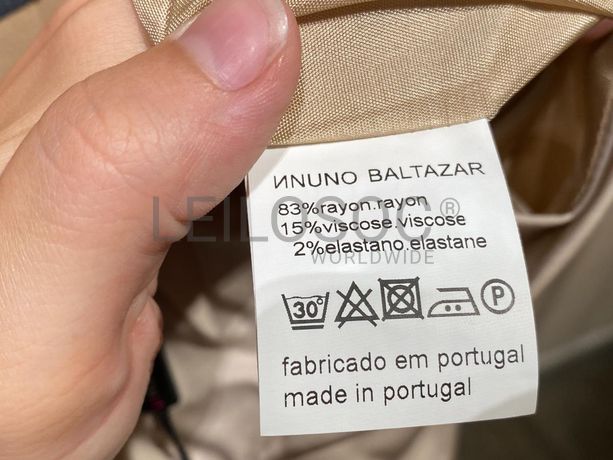 ИNUNO BALTAZAR
83%rayon.rayon
15%viscose.viscose
2%elastano.elastane
LEILOSOC®
WORLDWIDE
30°
P
fabricado em portugal
made in portugal